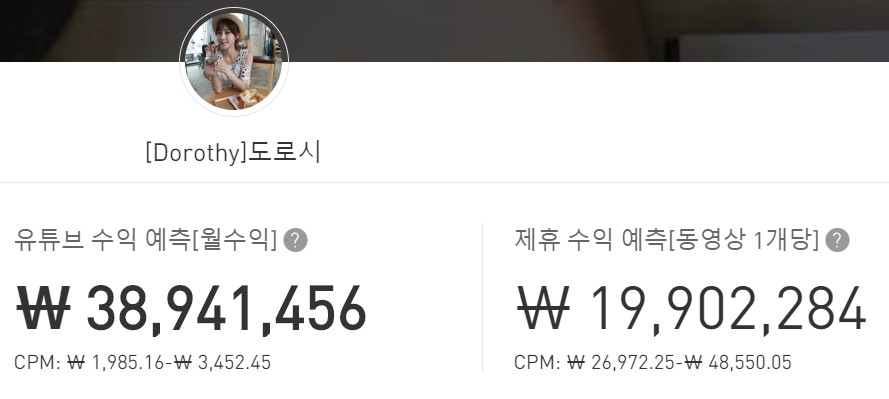 [Dorothy]도로시
유튜브 수익 예측[월수익] ?
₩ 38,941,456
CPM: ₩ 1,985.16-₩ 3,452.45
제휴 수익 예측[동영상 1개당] ?
₩ 19,902,284
CPM: ₩ 26,972.25-₩ 48,550.05